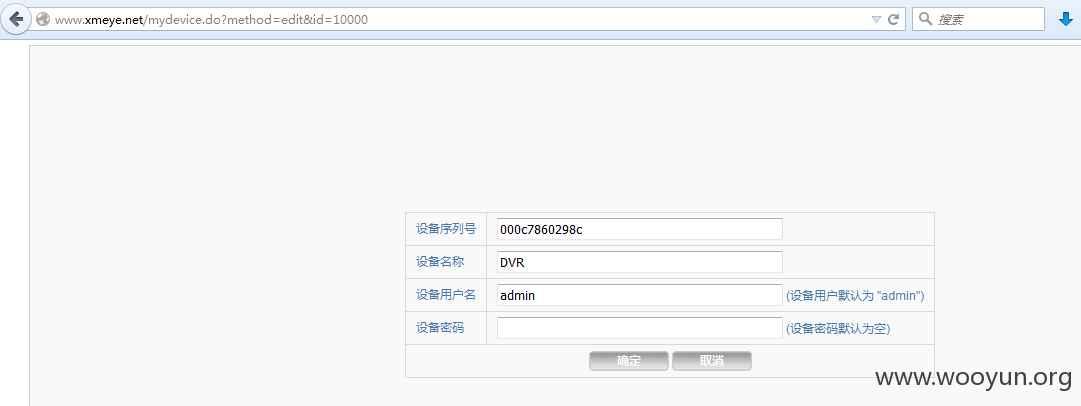 www.xmeye.net/mydevice.do?method=edit&id=10000 搜索
设备序列号 000c7860298c
设备名称 DVR
设备用户名 admin (设备用户默认为 "admin")
设备密码 (设备密码默认为空)
确定 取消
www.wooyun.org